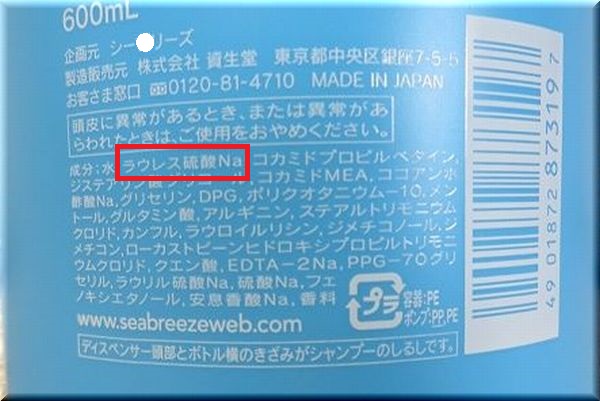 600mL
企画元 シー リーズ
製造販売元 株式会社 資生堂 東京都中央区銀座7-5-5
お客さま窓口 0120-81-4710 MADE IN JAPAN
頭皮に異常があるとき、または異常があ
らわれたときは、ご使用をおやめください。
成分：水、ラウレス硫酸Na、コカミドプロピルベタイン、
ジステアリン酸グリコール、コカミドMEA、ココアンホ
酢酸Na、グリセリン、DPG、ポリクオタニウム-10、メン
トール、グルタミン酸、アルギニン、ステアルトリモニウム
クロリド、カンフル、ラウロイルリシン、ジメチコノール、ジ
メチコン、ローカストビーンヒドロキシプロピルトリモニ
ウムクロリド、クエン酸、EDTA-2Na、PPG-70グリ
セリル、ラウリル硫酸Na、硫酸Na、フェ
ノキシエタノール、安息香酸Na、香料
プラ
容器：PE
ポンプ：PP,PE
www.seabreezeweb.com
ディスペンサー頭部とボトル横のきざみがシャンプーのしるしです。
4901872873197